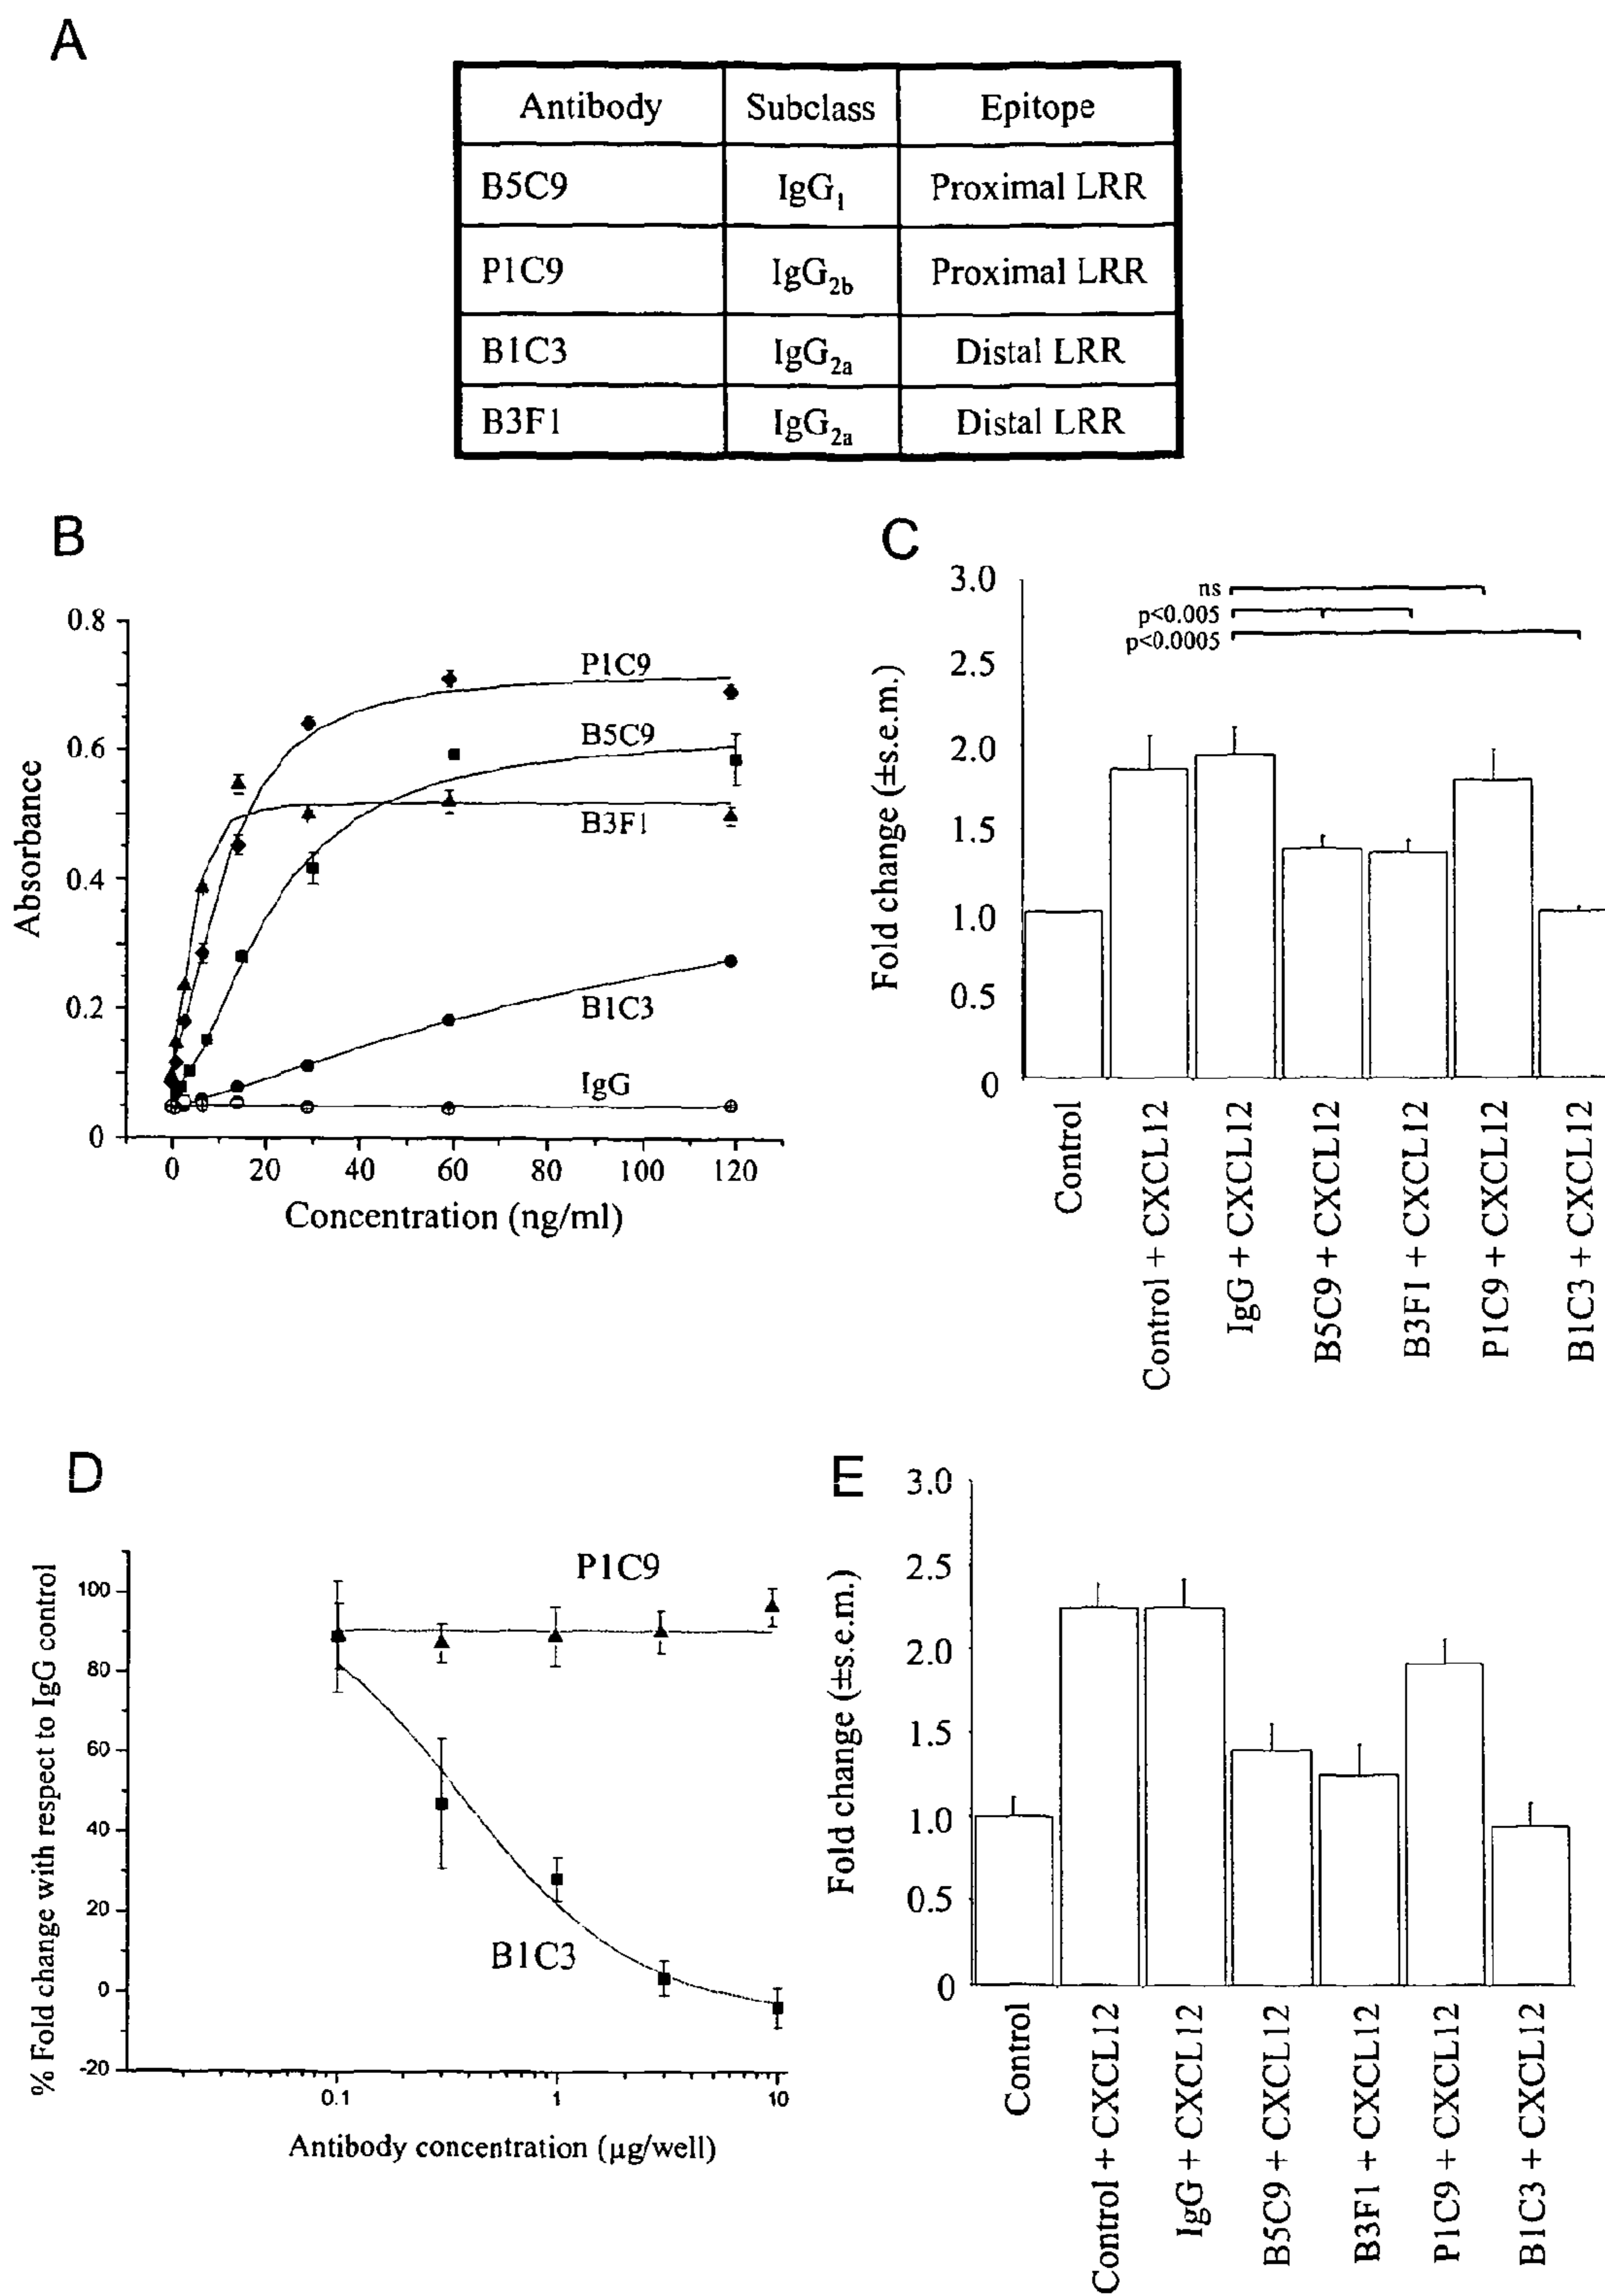 A
Antibody Subclass Epitope
B5C9 IgG1 Proximal LRR
P1C9 IgG2b Proximal LRR
B1C3 IgG2a Distal LRR
B3F1 IgG2a Distal LRR
B
Absorbance
0.8
0.6
0.4
0.2
0
P1C9
B5C9
B3F1
B1C3
IgG
0 20 40 60 80 100 120
Concentration (ng/ml)
C
Fold change (±s.e.m.)
3.0
2.5
2.0
1.5
1.0
0.5
0
ns
p<0.005
p<0.0005
Control
Control + CXCL12
IgG + CXCL12
B5C9 + CXCL12
B3F1 + CXCL12
P1C9 + CXCL12
B1C3 + CXCL12
D
% Fold change with respect to IgG control
100
80
60
40
20
0
-20
P1C9
B1C3
0.1 1 10
Antibody concentration (µg/well)
E
Fold change (±s.e.m.)
3.0
2.5
2.0
1.5
1.0
0.5
0
Control
Control + CXCL12
IgG + CXCL12
B5C9 + CXCL12
B3F1 + CXCL12
P1C9 + CXCL12
B1C3 + CXCL12